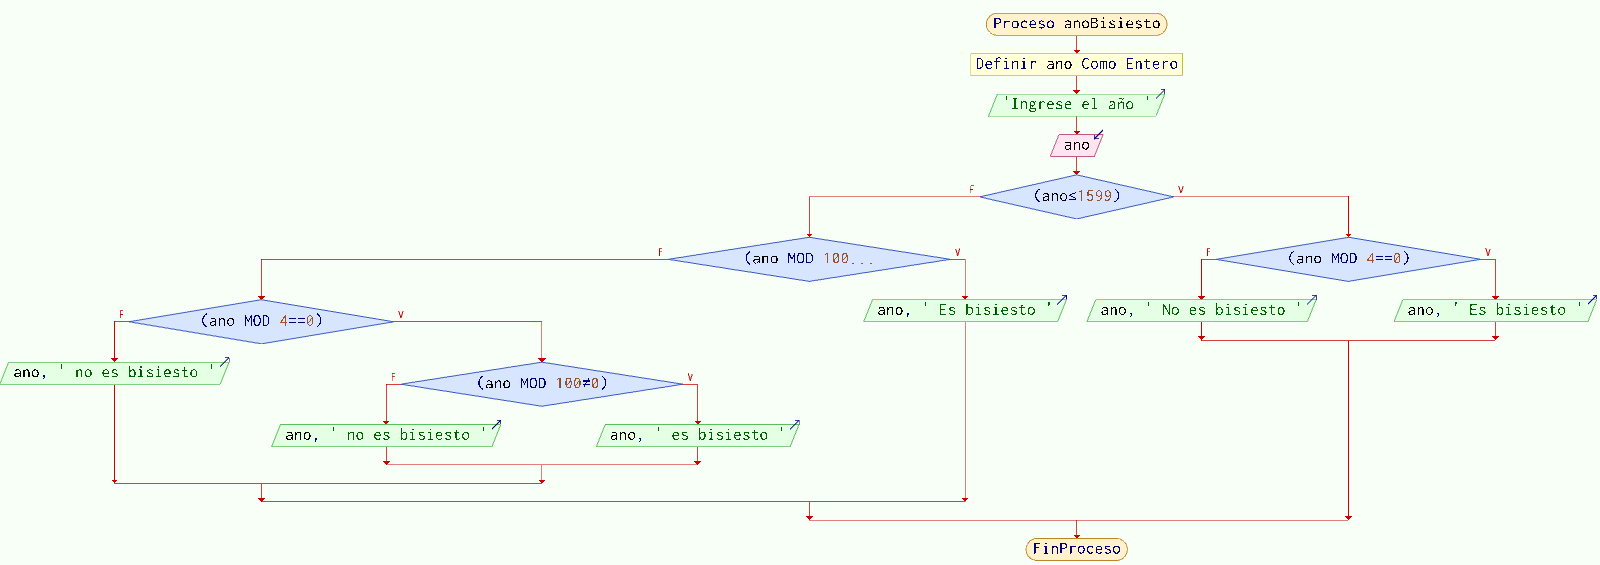 Proceso anoBisiesto
Definir ano Como Entero
'Ingrese el año '
ano
F
(ano≤1599)
V
F
(ano MOD 100...
V
F
(ano MOD 4==0)
V
F
(ano MOD 4==0)
V
ano, ' Es bisiesto '
ano, ' No es bisiesto '
ano, ' Es bisiesto '
ano, ' no es bisiesto '
F
(ano MOD 100≠0)
V
ano, ' no es bisiesto '
ano, ' es bisiesto '
FinProceso